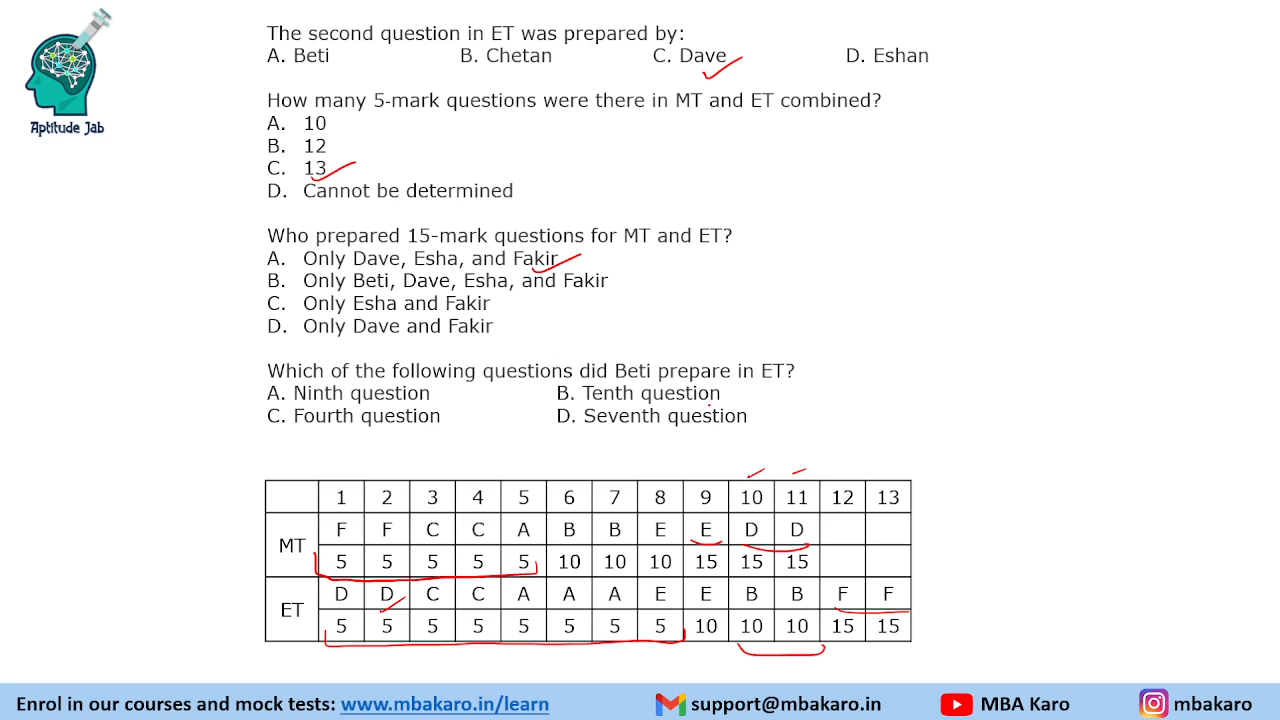 Aptitude Jab
The second question in ET was prepared by:
A. Beti B. Chetan C. Dave D. Eshan
How many 5-mark questions were there in MT and ET combined?
A. 10
B. 12
C. 13
D. Cannot be determined
Who prepared 15-mark questions for MT and ET?
A. Only Dave, Esha, and Fakir
B. Only Beti, Dave, Esha, and Fakir
C. Only Esha and Fakir
D. Only Dave and Fakir
Which of the following questions did Beti prepare in ET?
A. Ninth question B. Tenth question
C. Fourth question D. Seventh question
1 2 3 4 5 6 7 8 9 10 11 12 13
MT
F F C C A B B E E D D
5 5 5 5 5 10 10 10 15 15 15
ET
D D C C A A A E E B B F F
5 5 5 5 5 5 5 5 10 10 10 15 15
Enrol in our courses and mock tests: www.mbakaro.in/learn support@mbakaro.in MBA Karo mbakaro.in